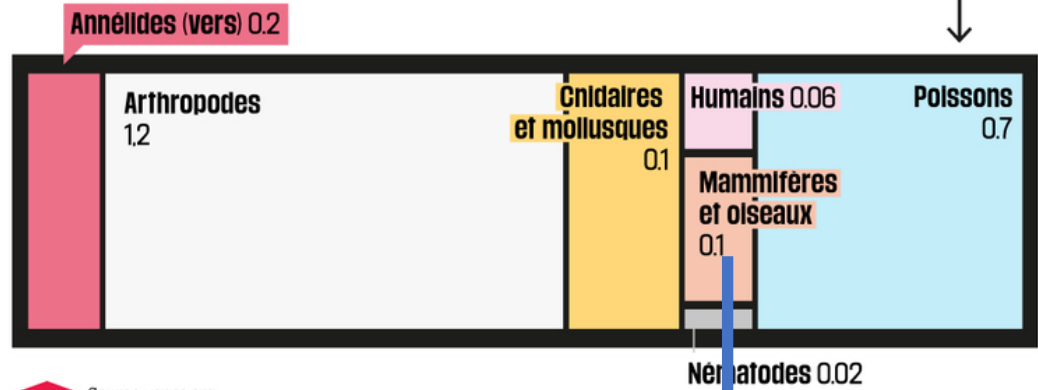 Annélides (vers) 0.2
Arthropodes
1,2
Cnidaires
et mollusques
0.1
Humains 0.06
Mammifères
et oiseaux
0.1
Poissons
0.7
Nématodes 0.02